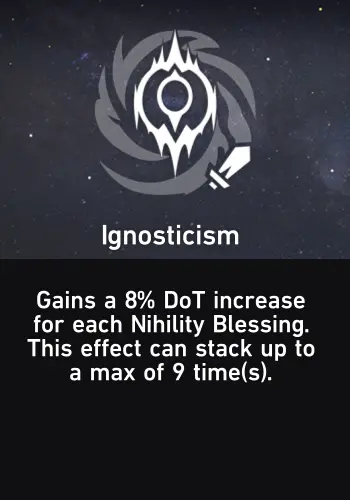 Ignosticism
Gains a 8% DoT increase
for each Nihility Blessing.
This effect can stack up to
a max of 9 time(s).